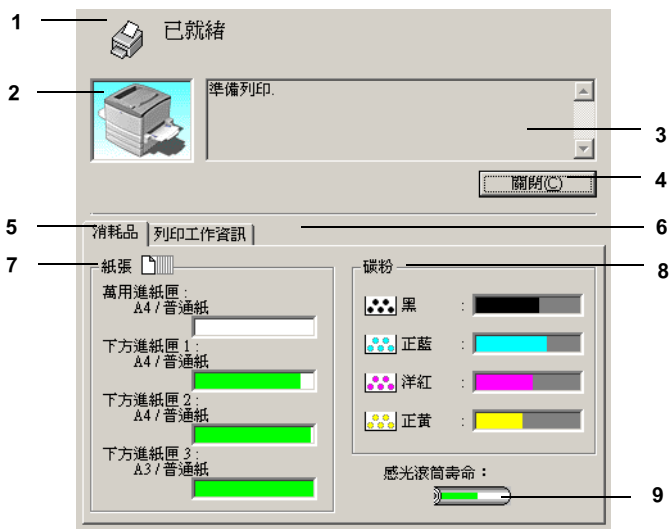 1
已就緒
2
準備列印.
3
關閉(C)
4
5
消耗品
列印工作資訊
6
7
紙張
萬用進紙匣 :
A4 / 普通紙
下方進紙匣 1 :
A4 / 普通紙
下方進紙匣 2 :
A4 / 普通紙
下方進紙匣 3 :
A3 / 普通紙
碳粉
8
黑 :
正藍 :
洋紅 :
正黃 :
感光滾筒壽命：
9